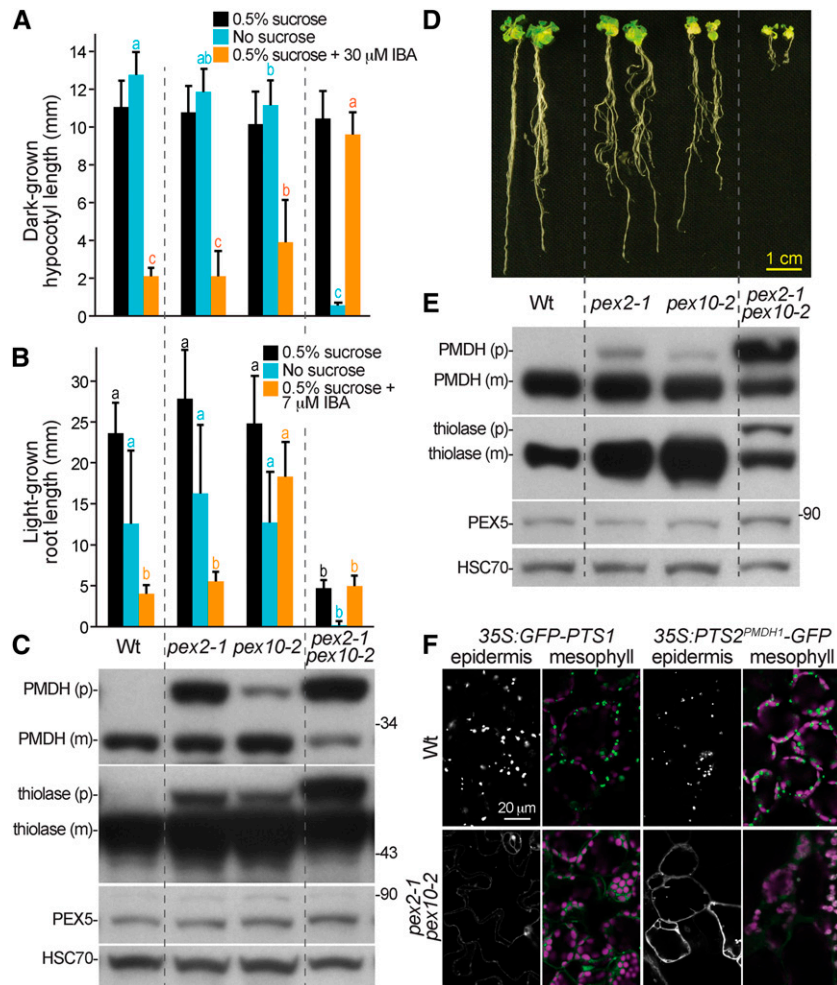 A
0.5% sucrose
No sucrose
0.5% sucrose + 30 μM IBA
Dark-grown
hypocotyl length (mm)
14
12
10
8
6
4
2
0
a
c
ab
c
b
b
c
a
B
0.5% sucrose
No sucrose
0.5% sucrose +
7 μM IBA
Light-grown
root length (mm)
30
25
20
15
10
5
0
a
a
b
a
a
b
a
a
a
b
b
b
C
Wt
pex2-1
pex10-2
pex2-1
pex10-2
PMDH (p)
-34
PMDH (m)
thiolase (p)
thiolase (m)
-43
-90
PEX5
HSC70
D
1 cm
E
Wt
pex2-1
pex10-2
pex2-1
pex10-2
PMDH (p)
PMDH (m)
thiolase (p)
thiolase (m)
-90
PEX5
HSC70
F
35S:GFP-PTS1
35S:PTS2PMDH1-GFP
epidermis
mesophyll
epidermis
mesophyll
Wt
20 μm
pex2-1
pex10-2